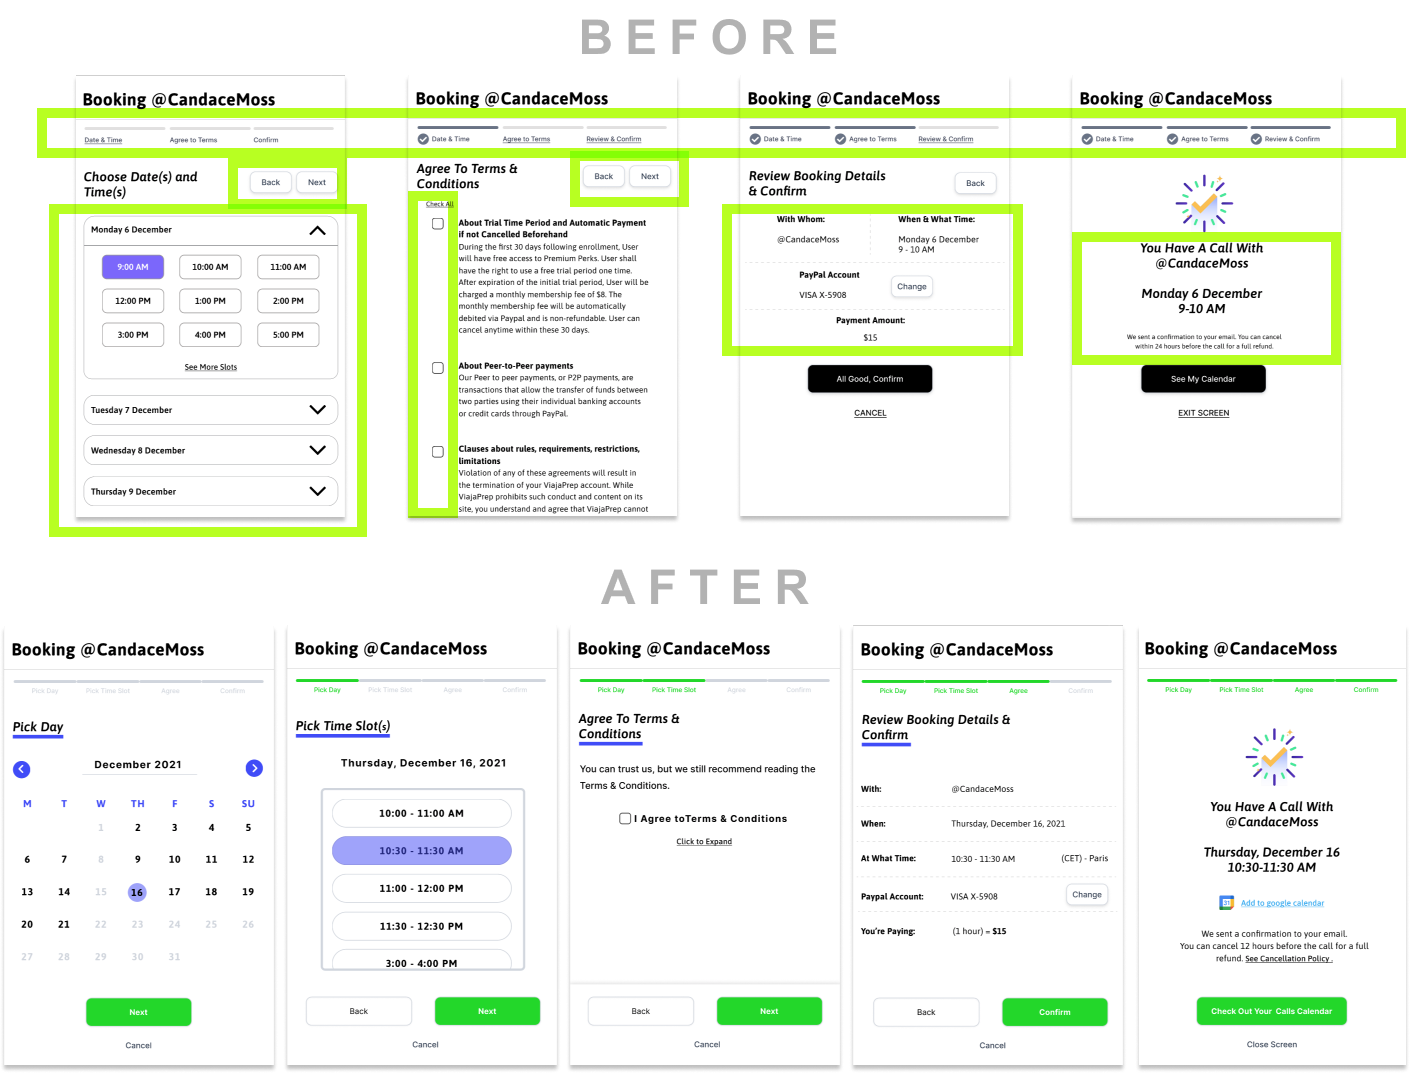 BEFORE
Booking @CandaceMoss
Date & Time
Agree to Terms
Confirm
Choose Date(s) and
Time(s)
Back
Next
Monday 6 December
9:00 AM
10:00 AM
11:00 AM
12:00 PM
1:00 PM
2:00 PM
3:00 PM
4:00 PM
5:00 PM
See More Slots
Tuesday 7 December
Wednesday 8 December
Thursday 9 December
Booking @CandaceMoss
Date & Time
Agree to Terms
Review & Confirm
Agree To Terms &
Conditions
Back
Next
Check All
About Trial Time Period and Automatic Payment
if not Cancelled Beforehand
During the first 30 days following enrollment, User
will have free access to Premium Perks. User shall
have the right to use a free trial period one time.
After expiration of the initial trial period, User will be
charged a monthly membership fee of $8. The
monthly membership fee will be automatically
debited via Paypal and is non-refundable. User can
cancel anytime within these 30 days.
About Peer-to-Peer payments
Our Peer to peer payments, or P2P payments, are
transactions that allow the transfer of funds between
two parties using their individual banking accounts
or credit cards through PayPal.
Clauses about rules, requirements, restrictions,
limitations
Violation of any of these agreements will result in
the termination of your ViajaPrep account. While
ViajaPrep prohibits such conduct and content on its
site, you understand and agree that ViajaPrep cannot
Booking @CandaceMoss
Date & Time
Agree to Terms
Review & Confirm
Review Booking Details
& Confirm
Back
With Whom:
@CandaceMoss
When & What Time:
Monday 6 December
9 - 10 AM
PayPal Account
VISA X-5908
Change
Payment Amount:
$15
All Good, Confirm
CANCEL
Booking @CandaceMoss
Date & Time
Agree to Terms
Review & Confirm
You Have A Call With
@CandaceMoss
Monday 6 December
9-10 AM
We sent a confirmation to your email. You can cancel
within 24 hours before the call for a full refund.
See My Calendar
EXIT SCREEN
AFTER
Booking @CandaceMoss
Pick Day
Pick Time Slot
Agree
Confirm
Pick Day
December 2021
M T W TH F S SU
1 2 3 4 5
6 7 8 9 10 11 12
13 14 15 16 17 18 19
20 21 22 23 24 25 26
27 28 29 30 31
Next
Cancel
Booking @CandaceMoss
Pick Day
Pick Time Slot
Agree
Confirm
Pick Time Slot(s)
Thursday, December 16, 2021
10:00 - 11:00 AM
10:30 - 11:30 AM
11:00 - 12:00 PM
11:30 - 12:30 PM
3:00 - 4:00 PM
Back
Next
Cancel
Booking @CandaceMoss
Pick Day
Pick Time Slot
Agree
Confirm
Agree To Terms &
Conditions
You can trust us, but we still recommend reading the
Terms & Conditions.
I Agree toTerms & Conditions
Click to Expand
Back
Next
Cancel
Booking @CandaceMoss
Pick Day
Pick Time Slot
Agree
Confirm
Review Booking Details &
Confirm
With: @CandaceMoss
When: Thursday, December 16, 2021
At What Time: 10:30 - 11:30 AM (CET) - Paris
Paypal Account: VISA X-5908 Change
You're Paying: (1 hour) = $15
Back
Confirm
Cancel
Booking @CandaceMoss
Pick Day
Pick Time Slot
Agree
Confirm
You Have A Call With
@CandaceMoss
Thursday, December 16
10:30-11:30 AM
31
Add to google calendar
We sent a confirmation to your email.
You can cancel 12 hours before the call for a full
refund. See Cancellation Policy .
Check Out Your Calls Calendar
Close Screen